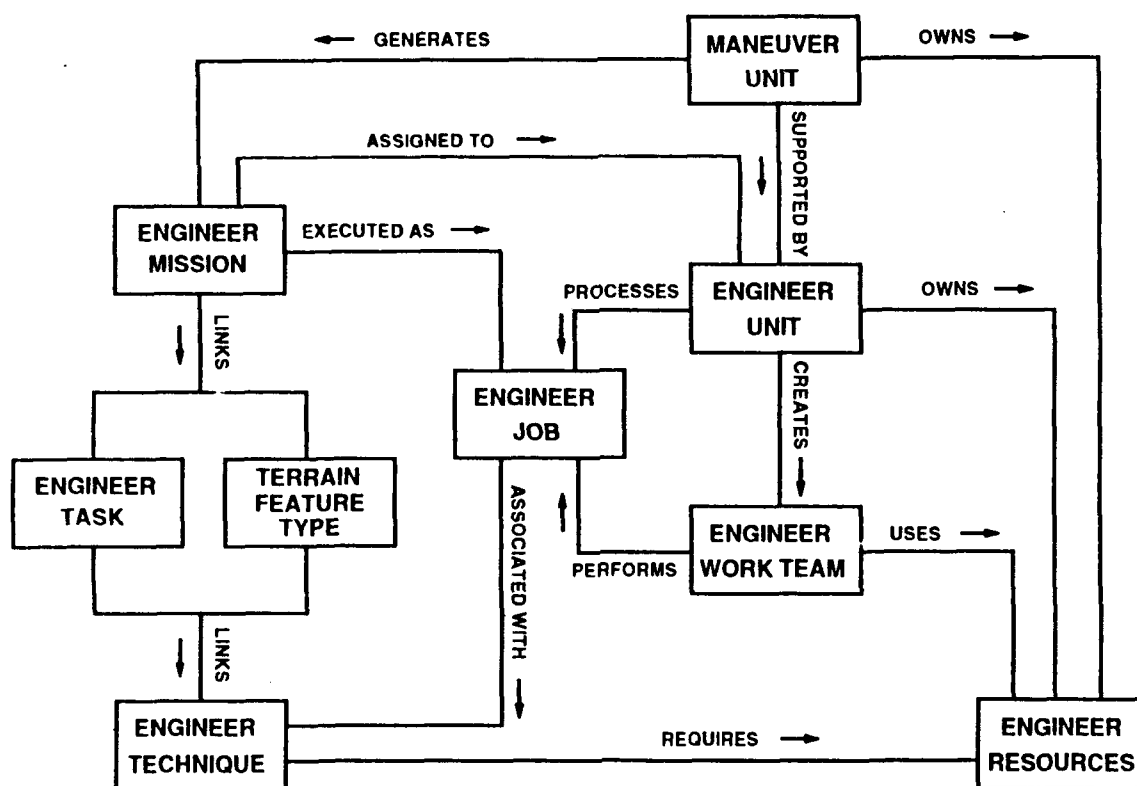 GENERATES
MANEUVER
UNIT
OWNS
ASSIGNED TO
SUPPORTED BY
ENGINEER
MISSION
EXECUTED AS
ENGINEER
UNIT
PROCESSES
OWNS
LINKS
ENGINEER
JOB
CREATES
ENGINEER
TASK
TERRAIN
FEATURE
TYPE
ASSOCIATED WITH
PERFORMS
ENGINEER
WORK TEAM
USES
LINKS
ENGINEER
TECHNIQUE
REQUIRES
ENGINEER
RESOURCES